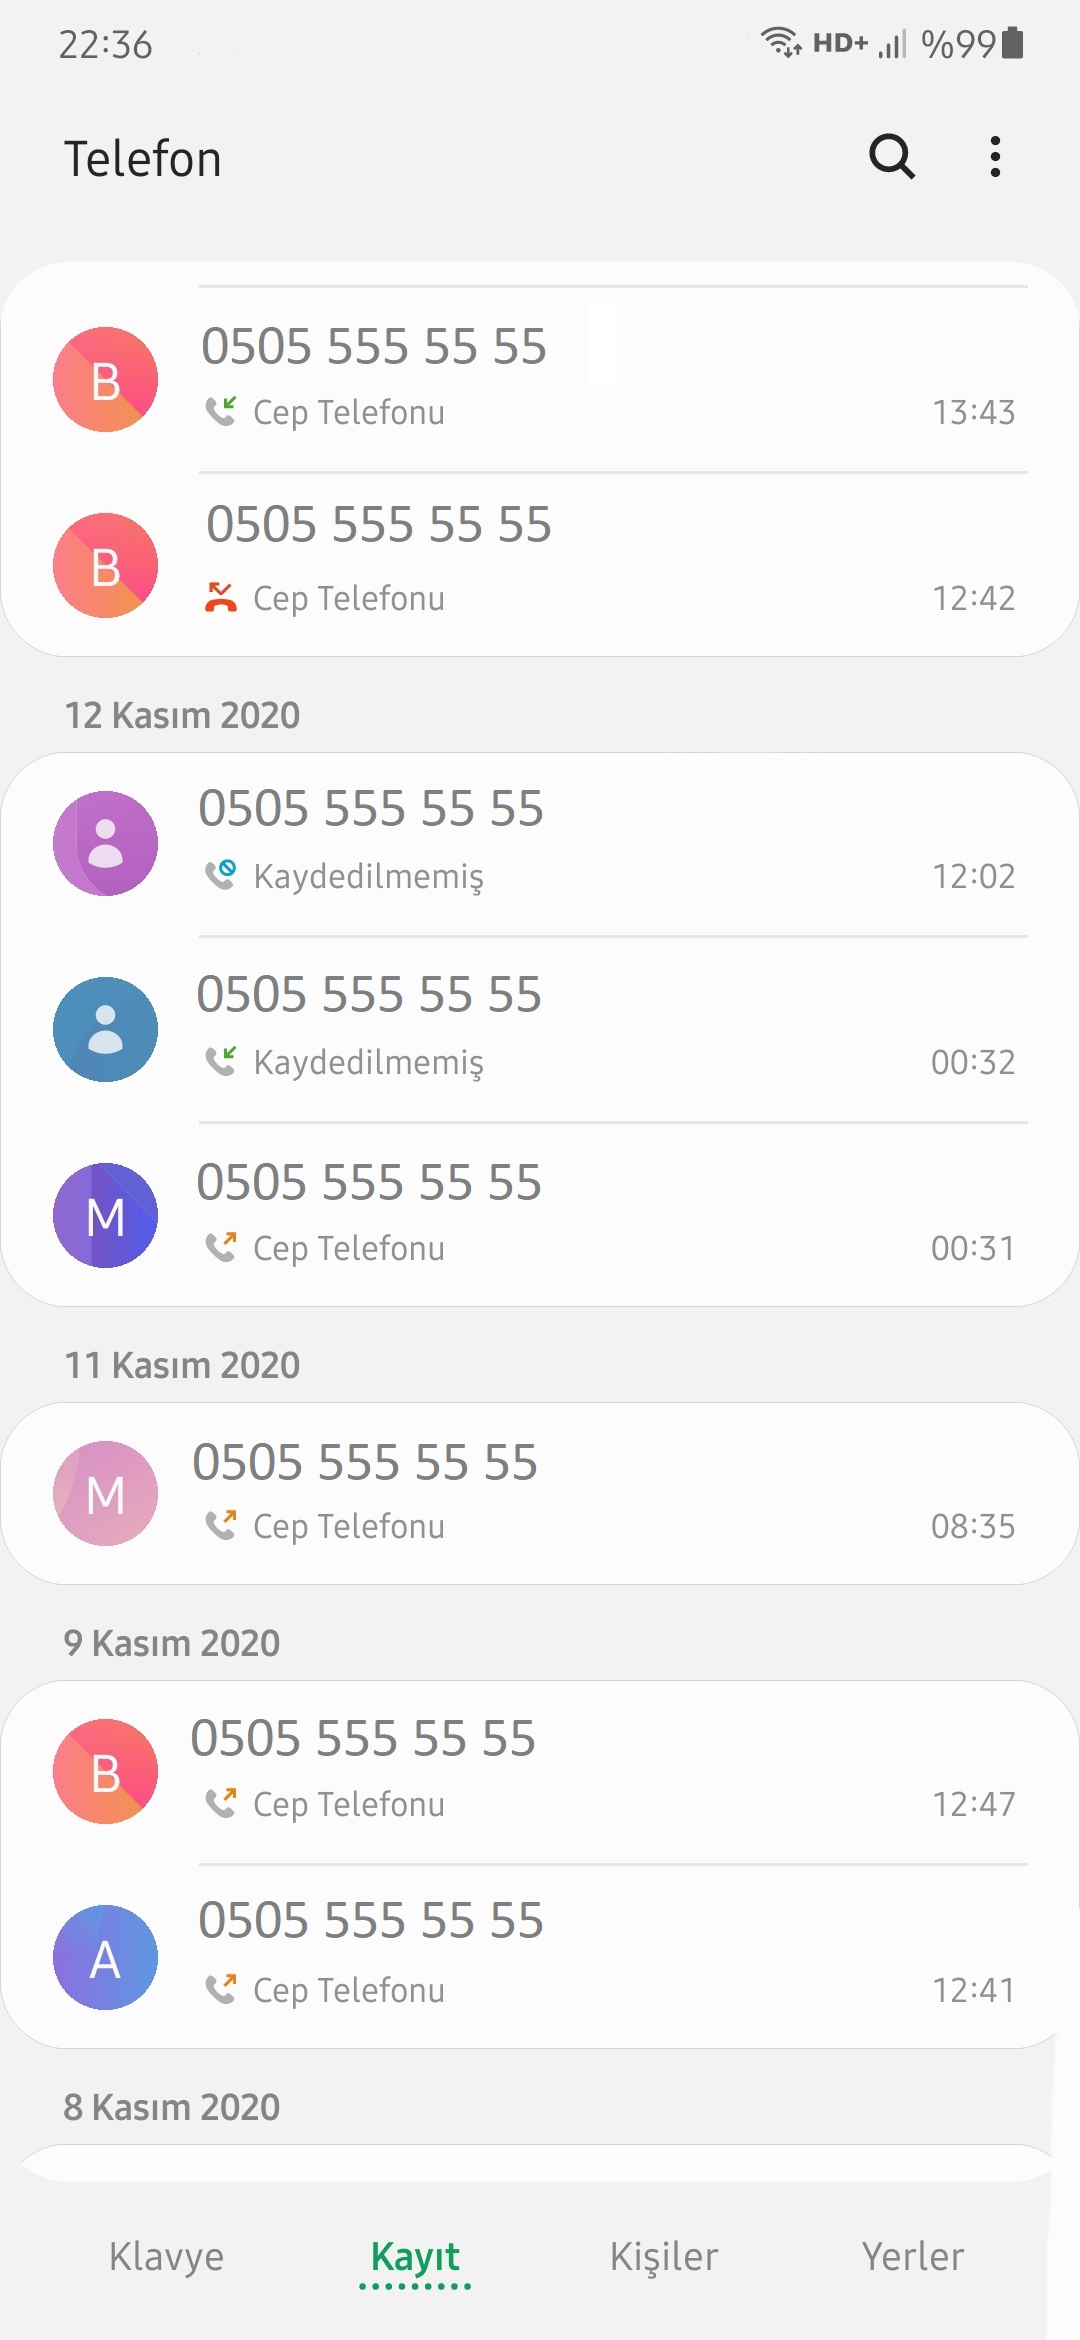 22:36 HD+ %99
Telefon
B 0505 555 55 55
Cep Telefonu 13:43
B 0505 555 55 55
Cep Telefonu 12:42
12 Kasım 2020
0505 555 55 55
Kaydedilmemiş 12:02
0505 555 55 55
Kaydedilmemiş 00:32
M 0505 555 55 55
Cep Telefonu 00:31
11 Kasım 2020
M 0505 555 55 55
Cep Telefonu 08:35
9 Kasım 2020
B 0505 555 55 55
Cep Telefonu 12:47
A 0505 555 55 55
Cep Telefonu 12:41
8 Kasım 2020
Klavye Kayıt Kişiler Yerler